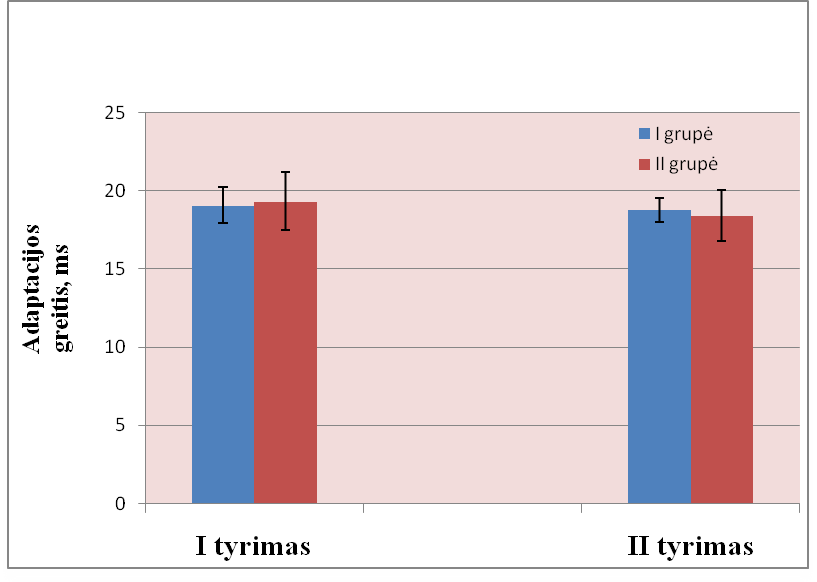 Adaptacijos
greitis, ms
25
20
15
10
5
0
I grupė
II grupė
I tyrimas
II tyrimas